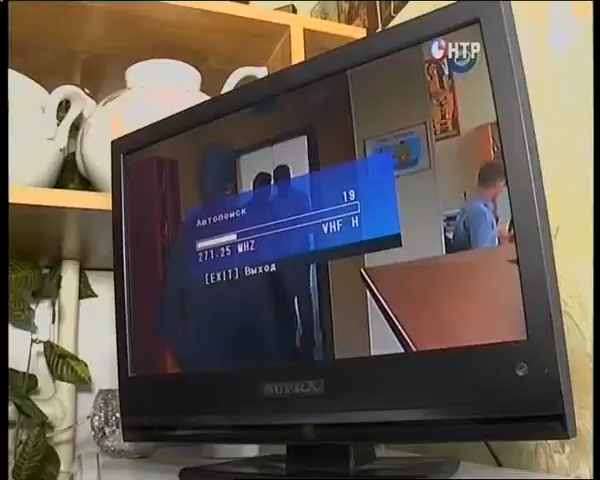 НТР
Автопоиск 19
271.25 MHZ VHF H
[EXIT] Выход
SUPRA